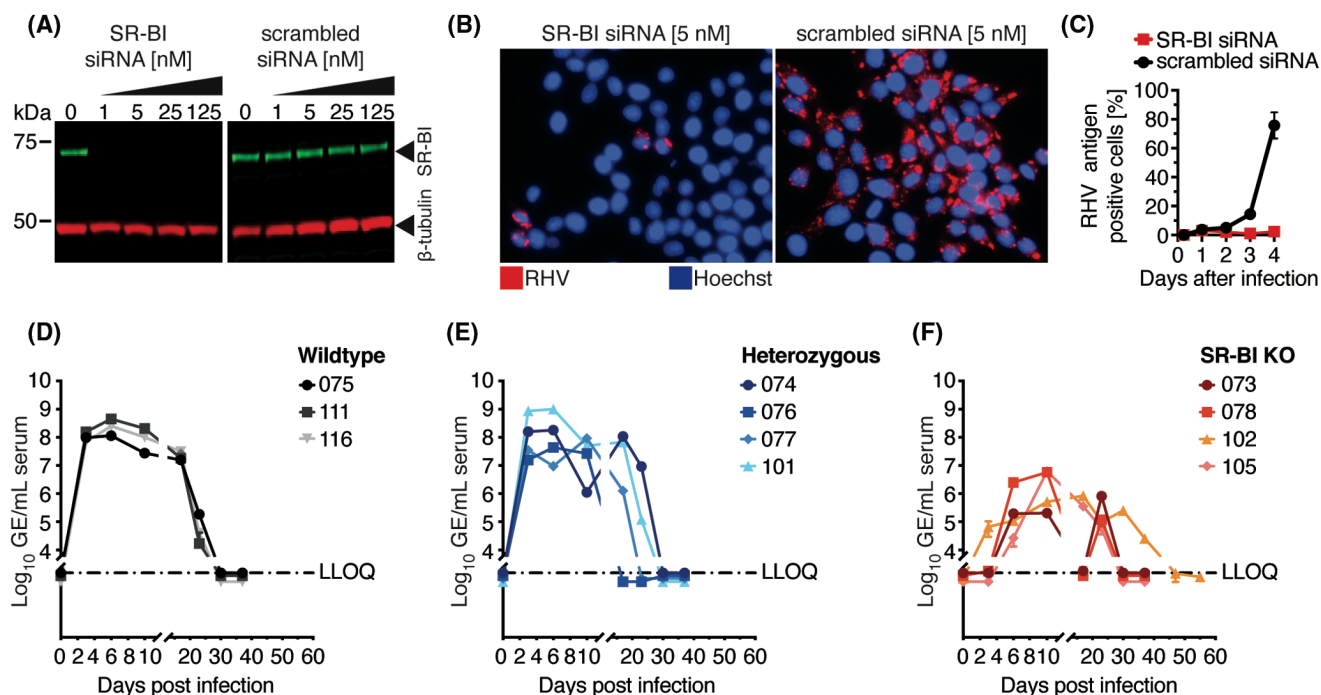 (A)
SR-BI
siRNA [nM]
scrambled
siRNA [nM]
0 1 5 25 125
0 1 5 25 125
kDa
75
50
SR-BI
β-tubulin
(B)
SR-BI siRNA [5 nM]
scrambled siRNA [5 nM]
RHV
Hoechst
(C)
SR-BI siRNA
scrambled siRNA
RHV antigen
positive cells [%]
100
80
60
40
20
0
0 1 2 3 4
Days after infection
(D)
Wildtype
075
111
116
Log10 GE/mL serum
10
9
8
7
6
5
4
LLOQ
0 2 4 6 8 10 20 30 40 50 60
Days post infection
(E)
Heterozygous
074
076
077
101
Log10 GE/mL serum
10
9
8
7
6
5
4
LLOQ
0 2 4 6 8 10 20 30 40 50 60
Days post infection
(F)
SR-BI KO
073
078
102
105
Log10 GE/mL serum
10
9
8
7
6
5
4
LLOQ
0 2 4 6 8 10 20 30 40 50 60
Days post infection